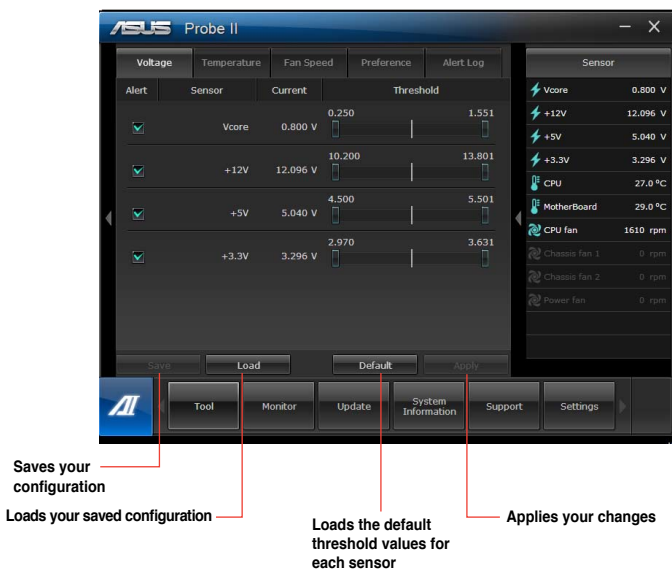 ASUS Probe II
Voltage Temperature Fan Speed Preference Alert Log
Alert Sensor Current Threshold
Vcore 0.800 V 0.250 1.551
+12V 12.096 V 10.200 13.801
+5V 5.040 V 4.500 5.501
+3.3V 3.296 V 2.970 3.631
Save Load Default Apply
Sensor
Vcore 0.800 V
+12V 12.096 V
+5V 5.040 V
+3.3V 3.296 V
CPU 27.0 ºC
MotherBoard 29.0 ºC
CPU fan 1610 rpm
Chassis fan 1 0 rpm
Chassis fan 2 0 rpm
Power fan 0 rpm
Tool Monitor Update System Information Support Settings
Saves your
configuration
Loads your saved configuration
Loads the default
threshold values for
each sensor
Applies your changes